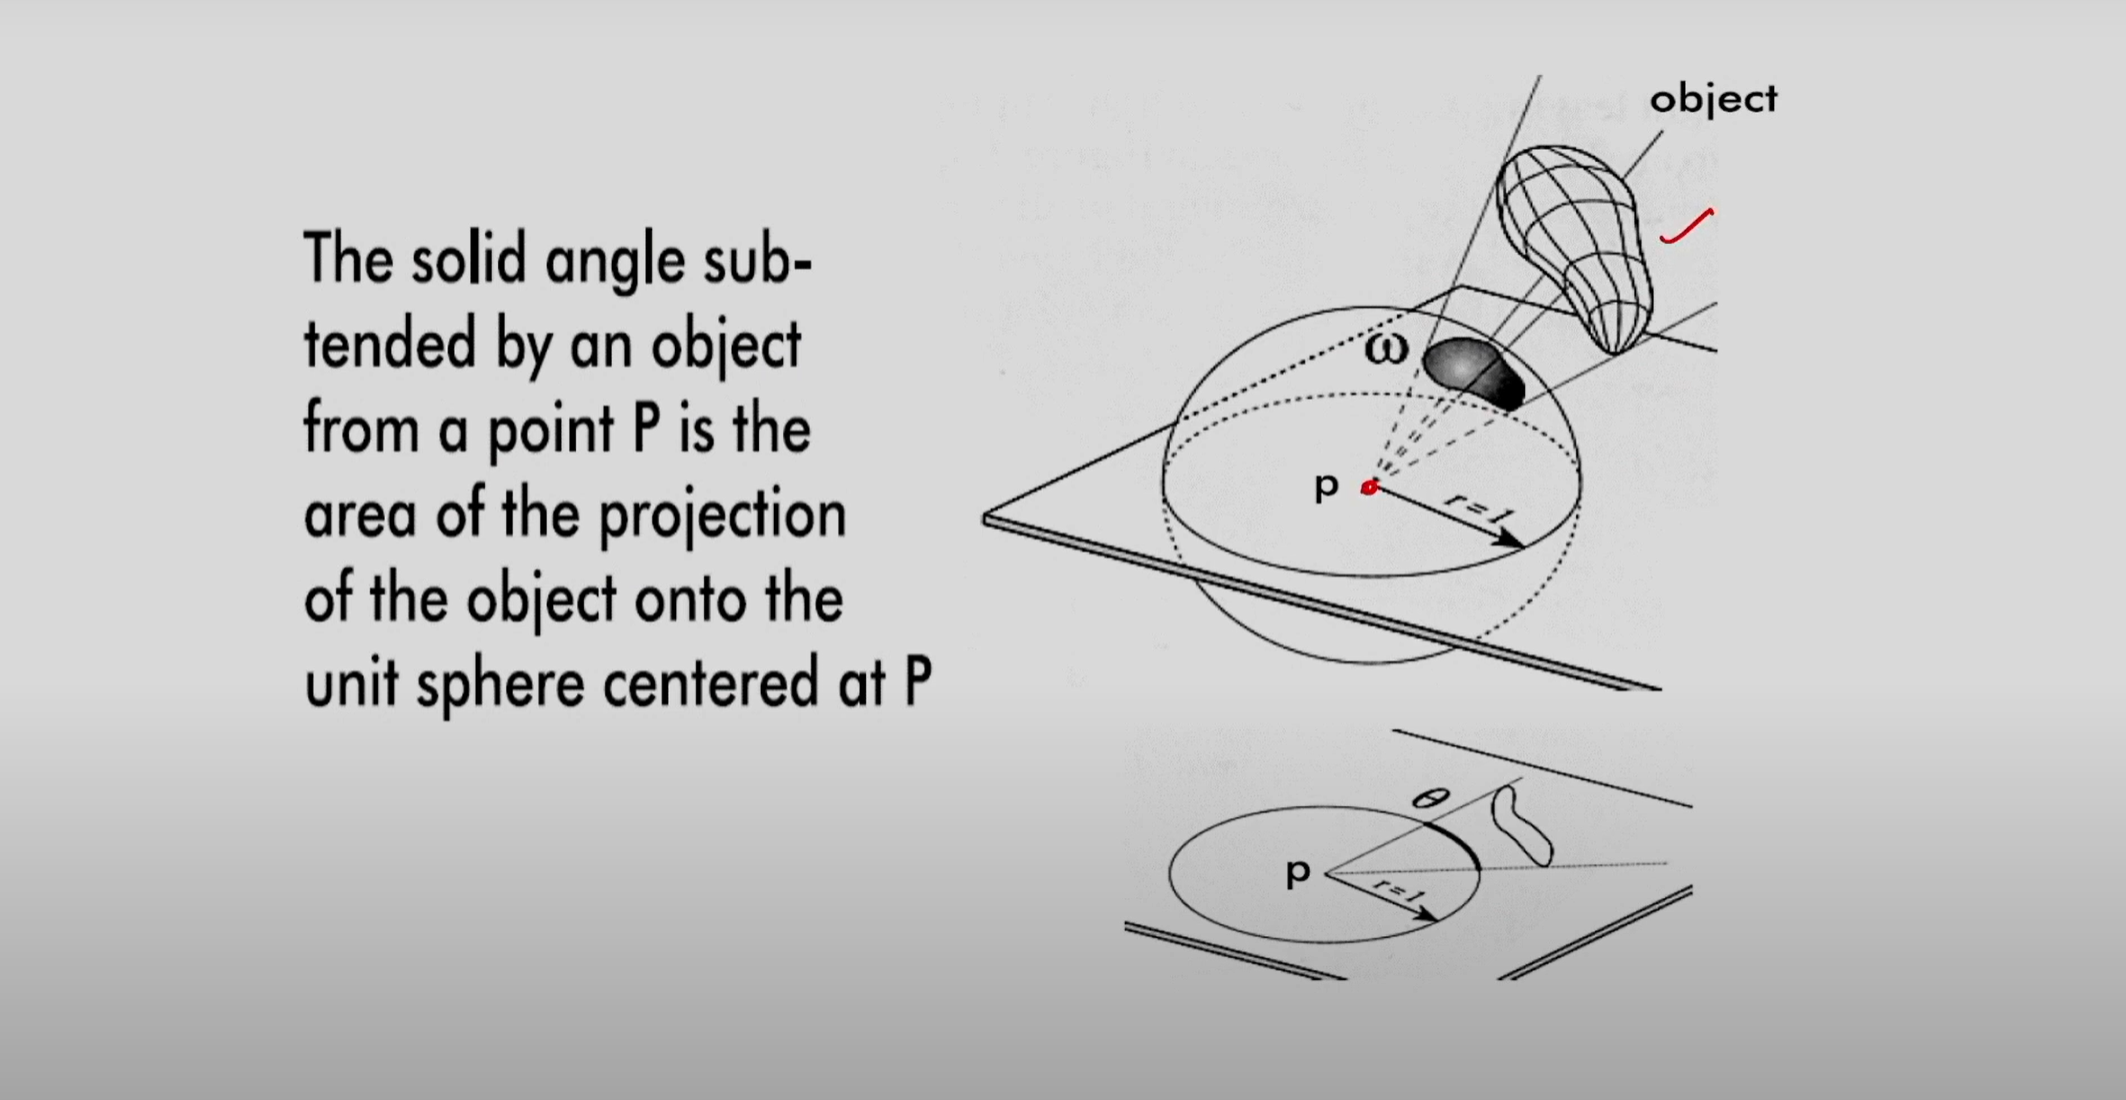 The solid angle sub-
tended by an object
from a point P is the
area of the projection
of the object onto the
unit sphere centered at P
object
ω
p
r=1
θ
p
r=1